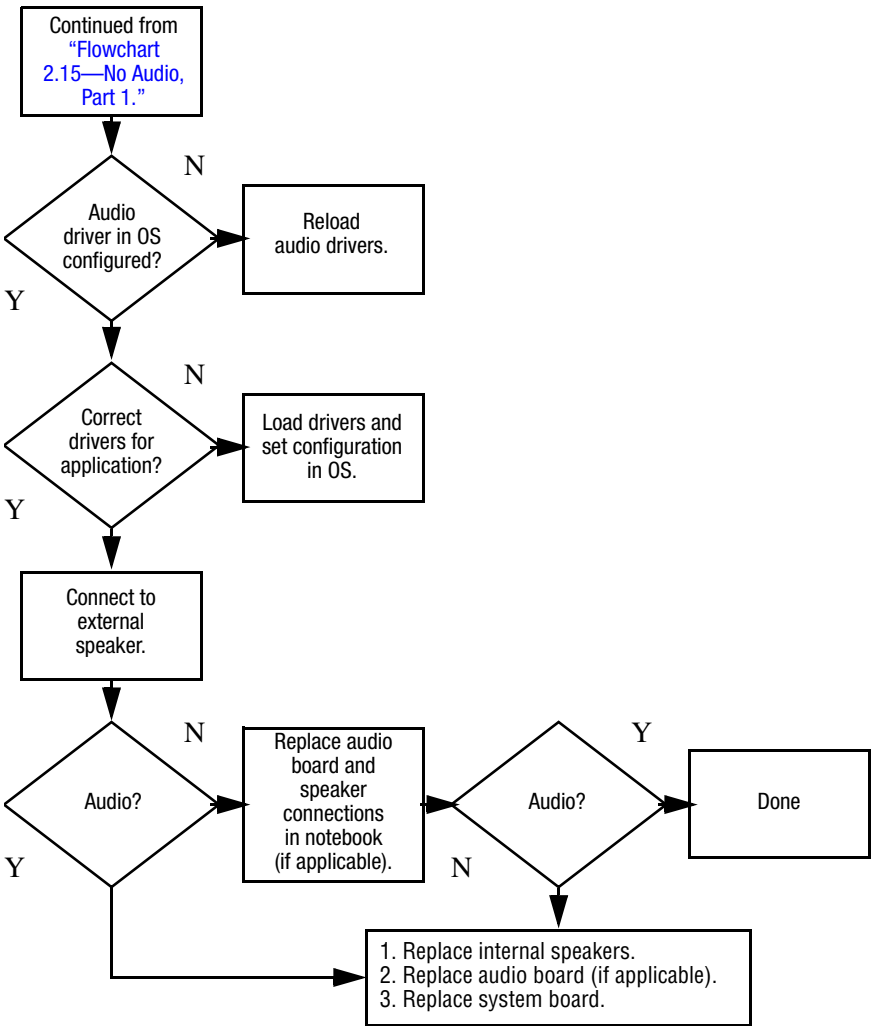 Continued from
“Flowchart
2.15—No Audio,
Part 1.”
N
Audio
driver in OS
configured?
Reload
audio drivers.
Y
N
Correct
drivers for
application?
Load drivers and
set configuration
in OS.
Y
Connect to
external
speaker.
N
Audio?
Replace audio
board and
speaker
connections
in notebook
(if applicable).
Y
Audio?
Done
Y
N
1. Replace internal speakers.
2. Replace audio board (if applicable).
3. Replace system board.